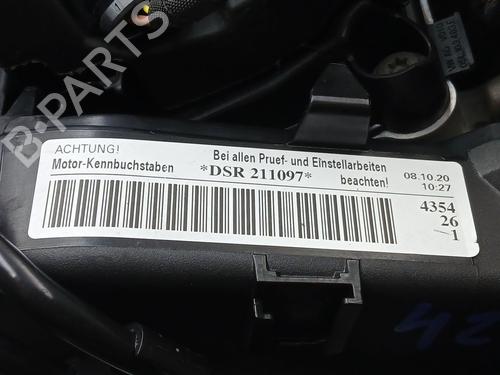 B-PARTS
ACHTUNG!
Motor-Kennbuchstaben
Bei allen Pruef- und Einstellarbeiten
*DSR 211097*
beachten!
08.10.20
10:27
4354
26
1
42